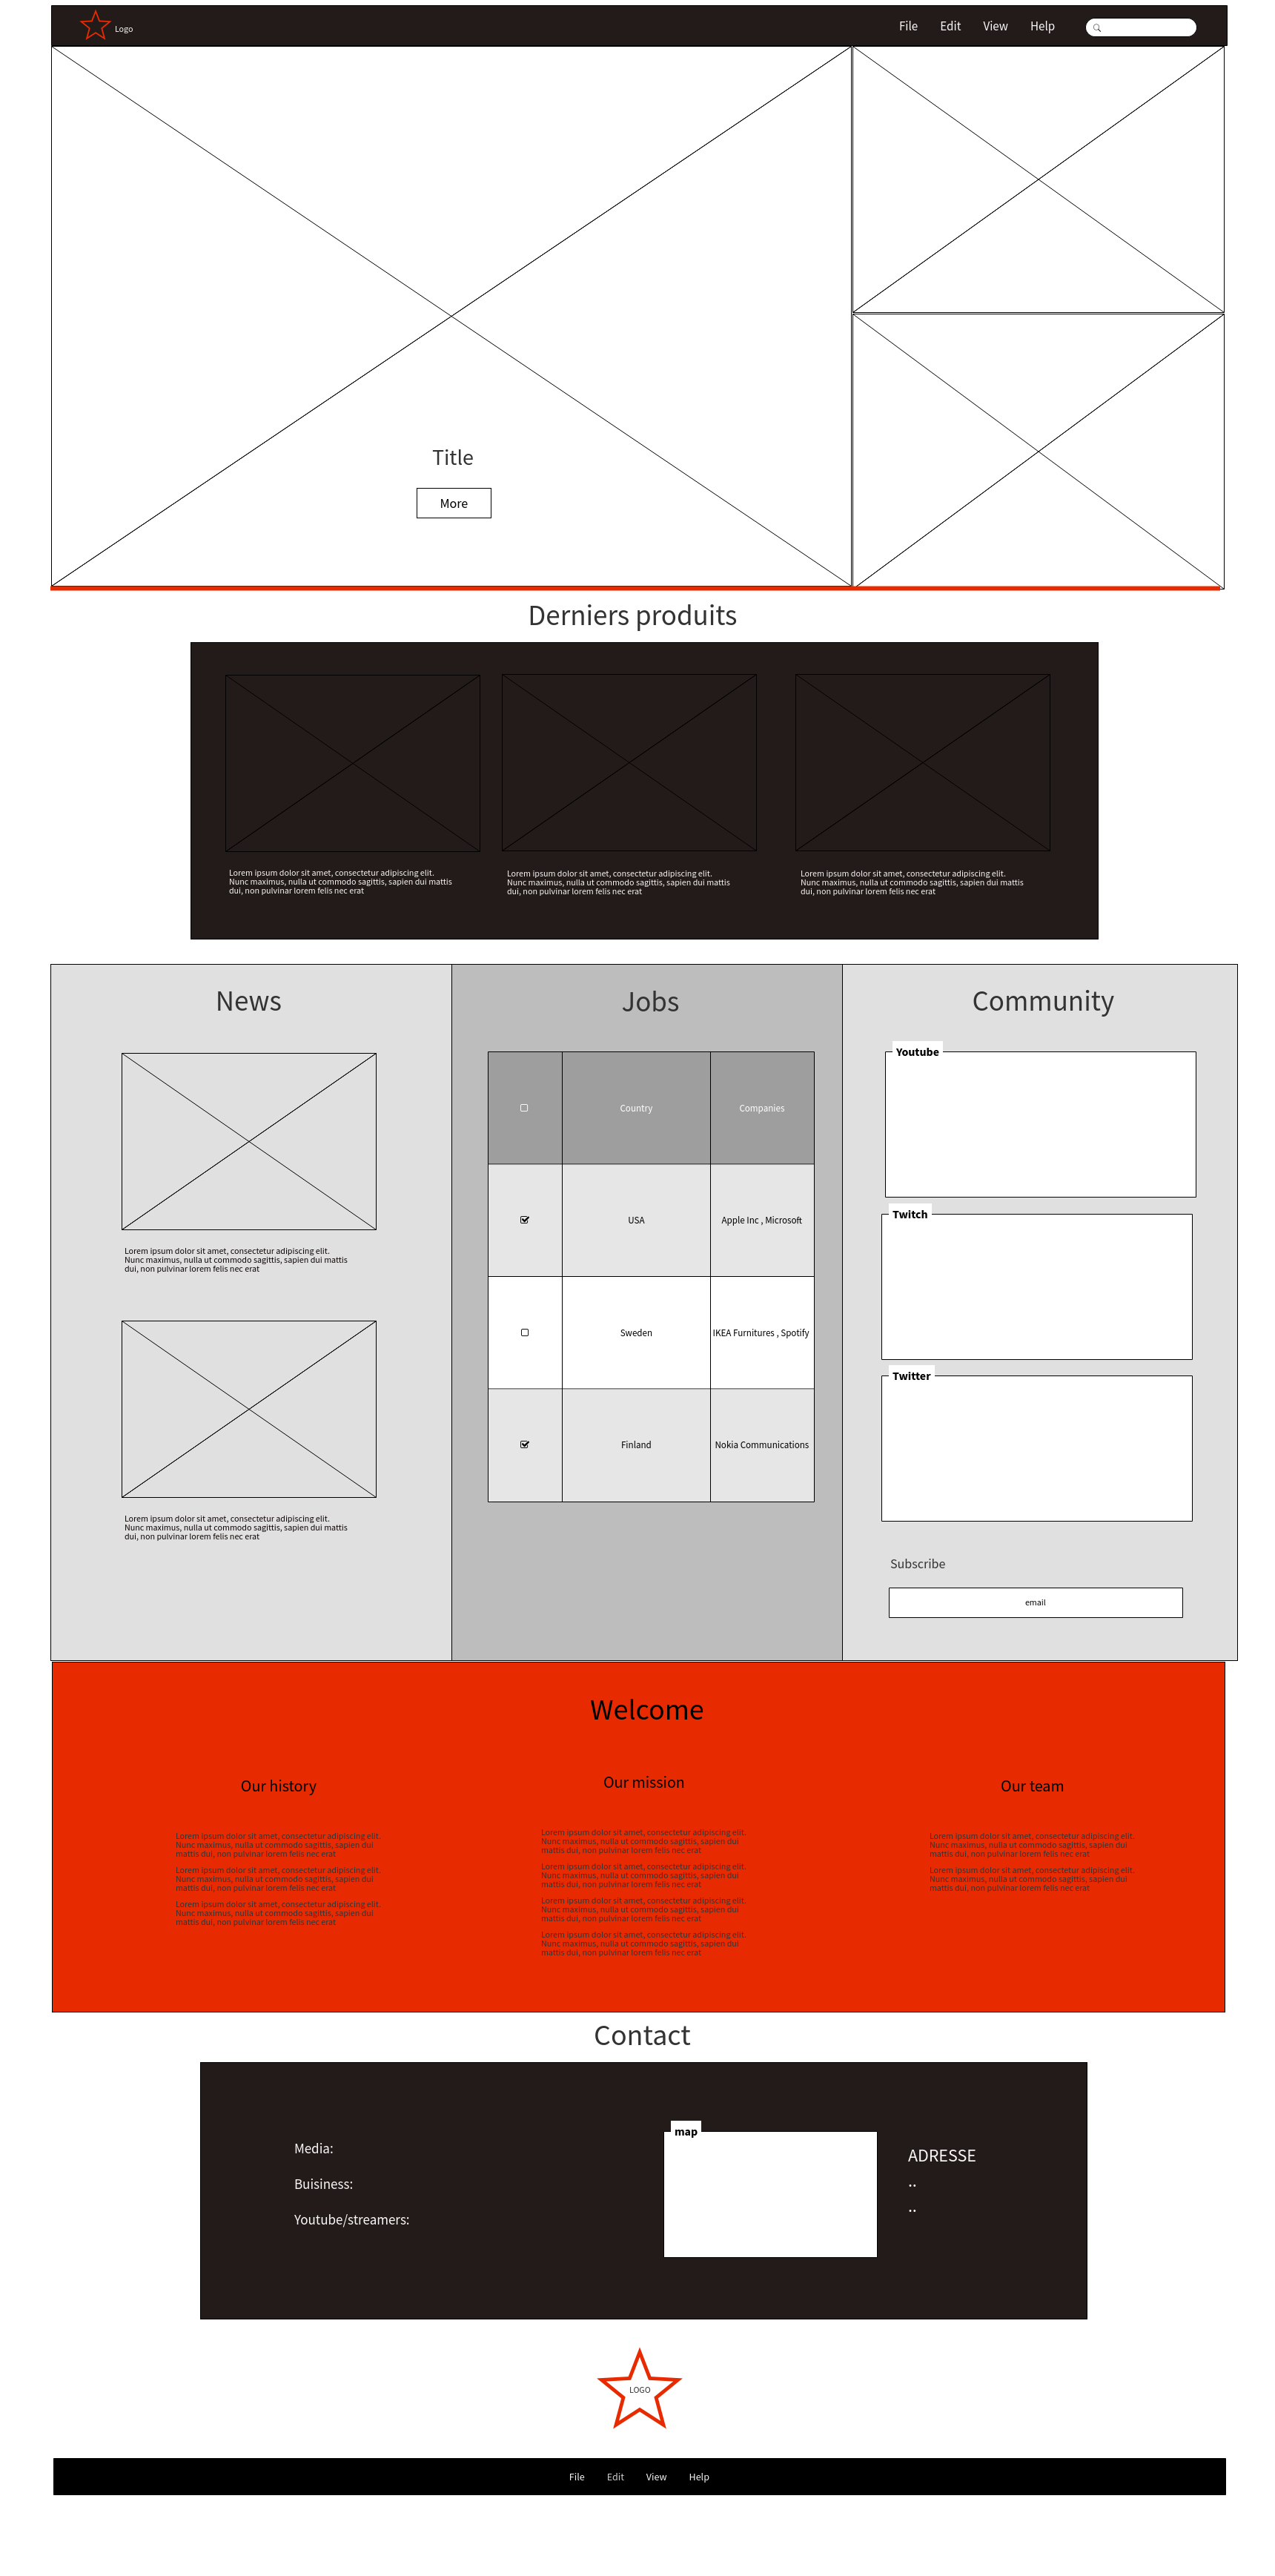 Logo
File Edit View Help
Title
More
Derniers produits
Lorem ipsum dolor sit amet, consectetur adipiscing elit.
Nunc maximus, nulla ut commodo sagittis, sapien dui mattis
dui, non pulvinar lorem felis nec erat
Lorem ipsum dolor sit amet, consectetur adipiscing elit.
Nunc maximus, nulla ut commodo sagittis, sapien dui mattis
dui, non pulvinar lorem felis nec erat
Lorem ipsum dolor sit amet, consectetur adipiscing elit.
Nunc maximus, nulla ut commodo sagittis, sapien dui mattis
dui, non pulvinar lorem felis nec erat
News
Lorem ipsum dolor sit amet, consectetur adipiscing elit.
Nunc maximus, nulla ut commodo sagittis, sapien dui mattis
dui, non pulvinar lorem felis nec erat
Lorem ipsum dolor sit amet, consectetur adipiscing elit.
Nunc maximus, nulla ut commodo sagittis, sapien dui mattis
dui, non pulvinar lorem felis nec erat
Jobs
Country Companies
USA Apple Inc , Microsoft
Sweden IKEA Furnitures , Spotify
Finland Nokia Communications
Community
Youtube
Twitch
Twitter
Subscribe
email
Welcome
Our history
Lorem ipsum dolor sit amet, consectetur adipiscing elit.
Nunc maximus, nulla ut commodo sagittis, sapien dui
mattis dui, non pulvinar lorem felis nec erat
Lorem ipsum dolor sit amet, consectetur adipiscing elit.
Nunc maximus, nulla ut commodo sagittis, sapien dui
mattis dui, non pulvinar lorem felis nec erat
Lorem ipsum dolor sit amet, consectetur adipiscing elit.
Nunc maximus, nulla ut commodo sagittis, sapien dui
mattis dui, non pulvinar lorem felis nec erat
Our mission
Lorem ipsum dolor sit amet, consectetur adipiscing elit.
Nunc maximus, nulla ut commodo sagittis, sapien dui
mattis dui, non pulvinar lorem felis nec erat
Lorem ipsum dolor sit amet, consectetur adipiscing elit.
Nunc maximus, nulla ut commodo sagittis, sapien dui
mattis dui, non pulvinar lorem felis nec erat
Lorem ipsum dolor sit amet, consectetur adipiscing elit.
Nunc maximus, nulla ut commodo sagittis, sapien dui
mattis dui, non pulvinar lorem felis nec erat
Lorem ipsum dolor sit amet, consectetur adipiscing elit.
Nunc maximus, nulla ut commodo sagittis, sapien dui
mattis dui, non pulvinar lorem felis nec erat
Our team
Lorem ipsum dolor sit amet, consectetur adipiscing elit.
Nunc maximus, nulla ut commodo sagittis, sapien dui
mattis dui, non pulvinar lorem felis nec erat
Lorem ipsum dolor sit amet, consectetur adipiscing elit.
Nunc maximus, nulla ut commodo sagittis, sapien dui
mattis dui, non pulvinar lorem felis nec erat
Contact
Media:
Buisiness:
Youtube/streamers:
map
ADRESSE
..
..
LOGO
File Edit View Help